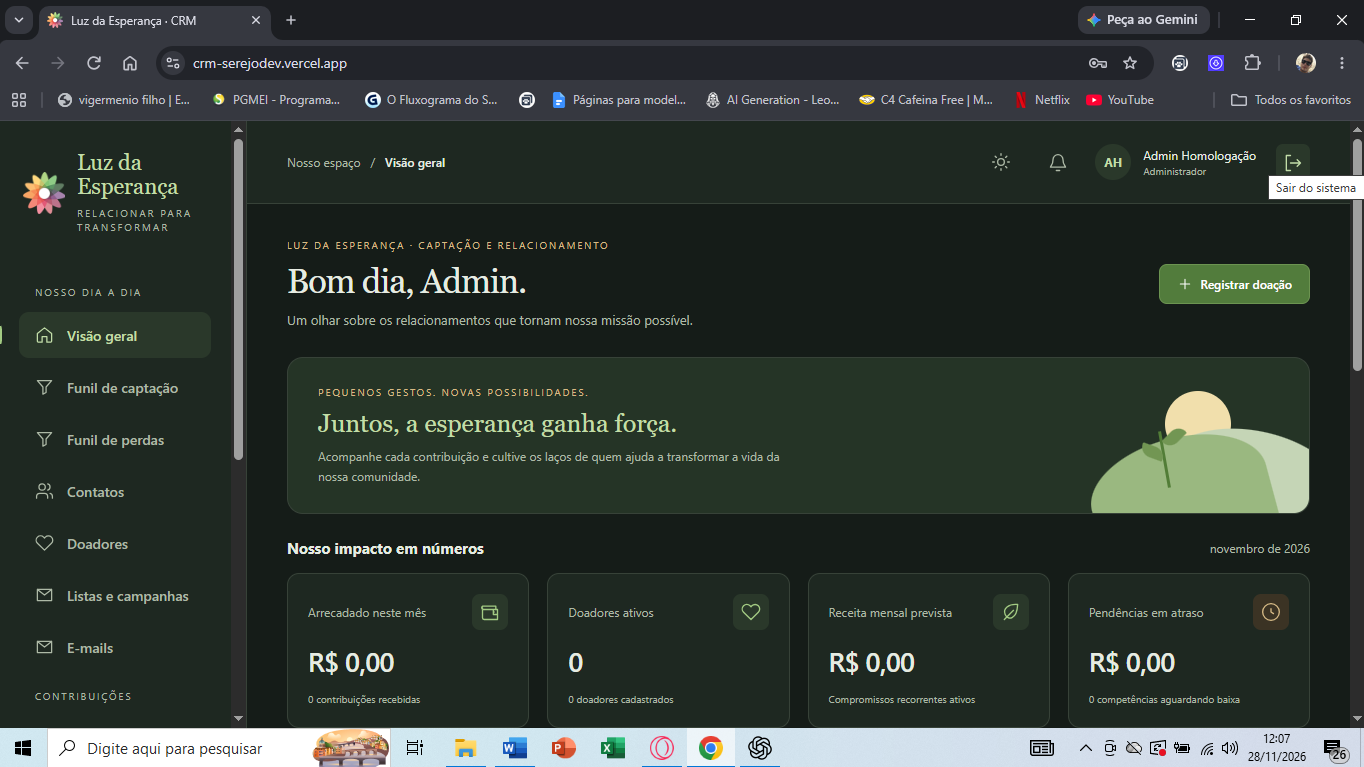 Luz da Esperança · CRM
Peça ao Gemini
crm-serejodev.vercel.app
vigermenio filho | E...
PGMEI - Programa...
O Fluxograma do S...
Páginas para model...
AI Generation - Leo...
C4 Cafeina Free | M...
Netflix
YouTube
Todos os favoritos
Luz da
Esperança
RELACIONAR PARA
TRANSFORMAR
NOSSO DIA A DIA
Visão geral
Funil de captação
Funil de perdas
Contatos
Doadores
Listas e campanhas
E-mails
CONTRIBUIÇÕES
Nosso espaço / Visão geral
AH
Admin Homologação
Administrador
Sair do sistema
LUZ DA ESPERANÇA · CAPTAÇÃO E RELACIONAMENTO
Bom dia, Admin.
Um olhar sobre os relacionamentos que tornam nossa missão possível.
+ Registrar doação
PEQUENOS GESTOS. NOVAS POSSIBILIDADES.
Juntos, a esperança ganha força.
Acompanhe cada contribuição e cultive os laços de quem ajuda a transformar a vida da
nossa comunidade.
Nosso impacto em números
novembro de 2026
Arrecadado neste mês
R$ 0,00
0 contribuições recebidas
Doadores ativos
0
0 doadores cadastrados
Receita mensal prevista
R$ 0,00
Compromissos recorrentes ativos
Pendências em atraso
R$ 0,00
0 competências aguardando baixa
Digite aqui para pesquisar
12:07
28/11/2026
26